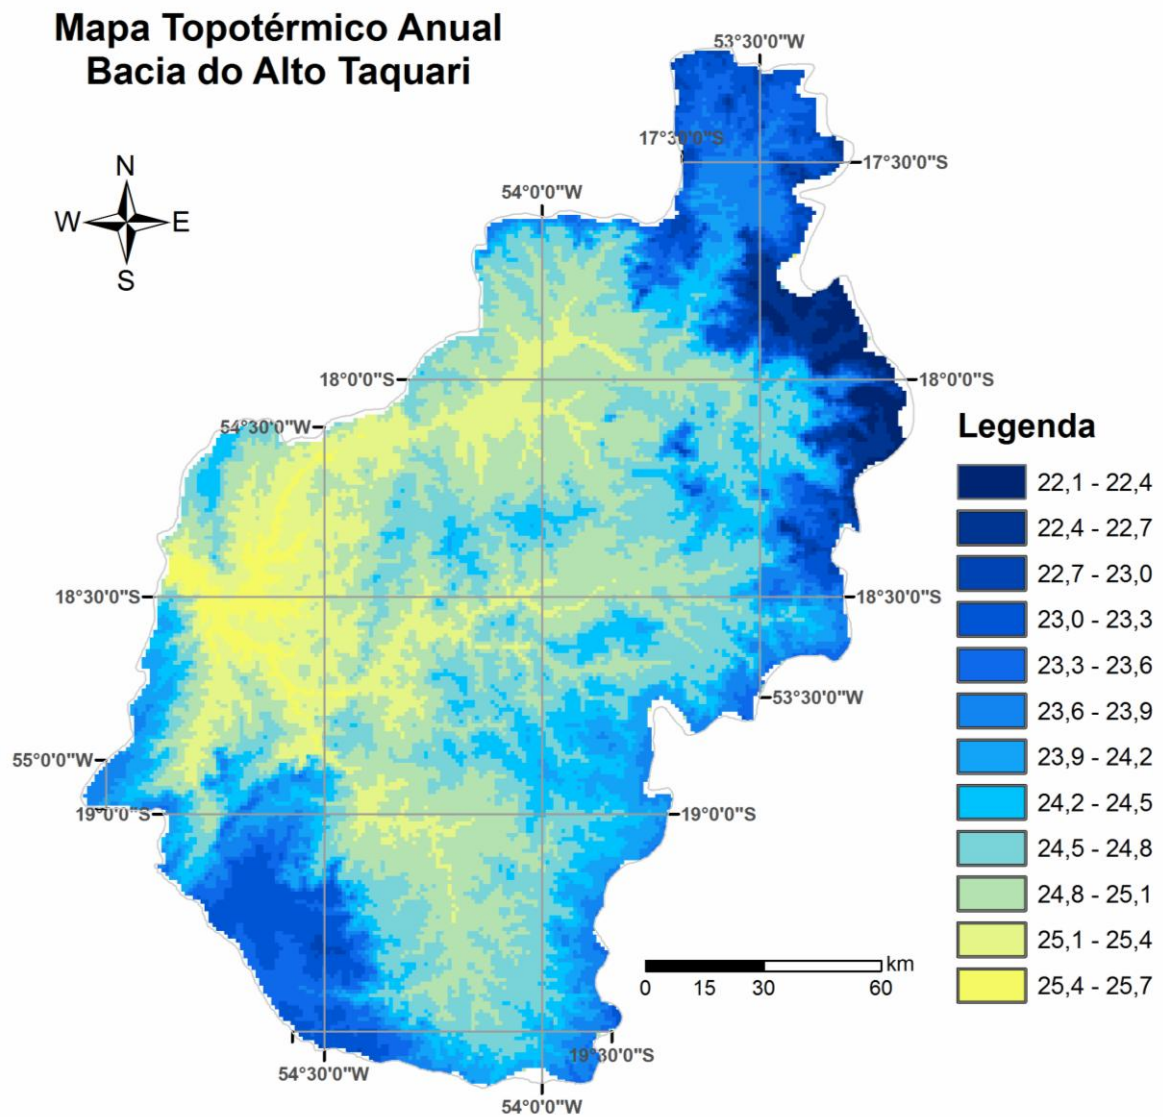 Mapa Topotérmico Anual
Bacia do Alto Taquari
53°30'0"W
17°30'0"S
17°30'0"S
54°0'0"W
N
W
E
S
18°0'0"S
18°0'0"S
54°30'0"W
Legenda
22,1 - 22,4
22,4 - 22,7
22,7 - 23,0
23,0 - 23,3
23,3 - 23,6
23,6 - 23,9
23,9 - 24,2
24,2 - 24,5
24,5 - 24,8
24,8 - 25,1
25,1 - 25,4
25,4 - 25,7
18°30'0"S
18°30'0"S
53°30'0"W
55°0'0"W
19°0'0"S
19°0'0"S
km
0 15 30 60
19°30'0"S
54°30'0"W
54°0'0"W